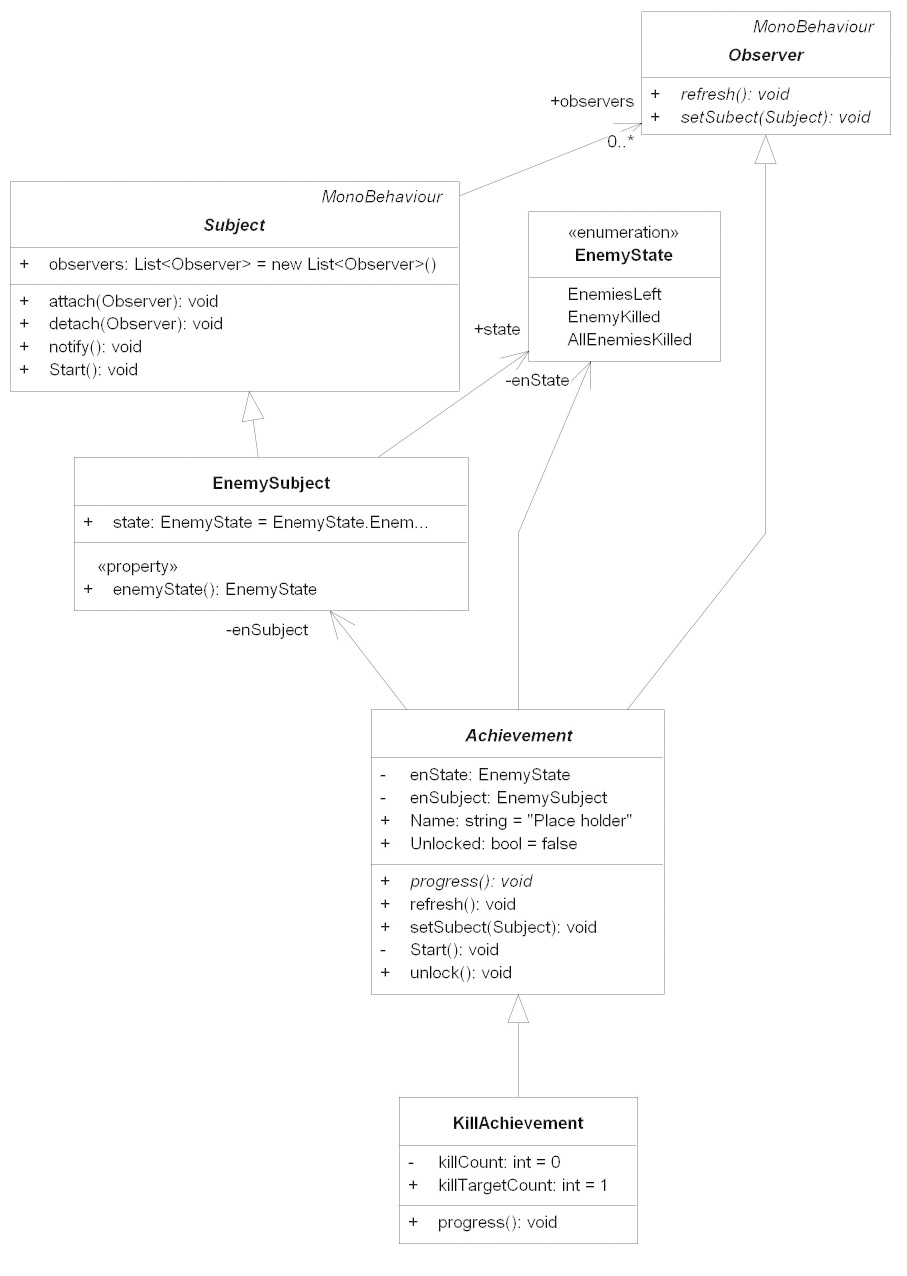 MonoBehaviour
Observer
+ refresh(): void
+ setSubect(Subject): void
+observers
0..*
MonoBehaviour
Subject
+ observers: List<Observer> = new List<Observer>()
+ attach(Observer): void
+ detach(Observer): void
+ notify(): void
+ Start(): void
«enumeration»
EnemyState
EnemiesLeft
EnemyKilled
AllEnemiesKilled
+state
-enState
EnemySubject
+ state: EnemyState = EnemyState.Enem...
«property»
+ enemyState(): EnemyState
-enSubject
Achievement
- enState: EnemyState
- enSubject: EnemySubject
+ Name: string = "Place holder"
+ Unlocked: bool = false
+ progress(): void
+ refresh(): void
+ setSubect(Subject): void
- Start(): void
+ unlock(): void
KillAchievement
- killCount: int = 0
+ killTargetCount: int = 1
+ progress(): void